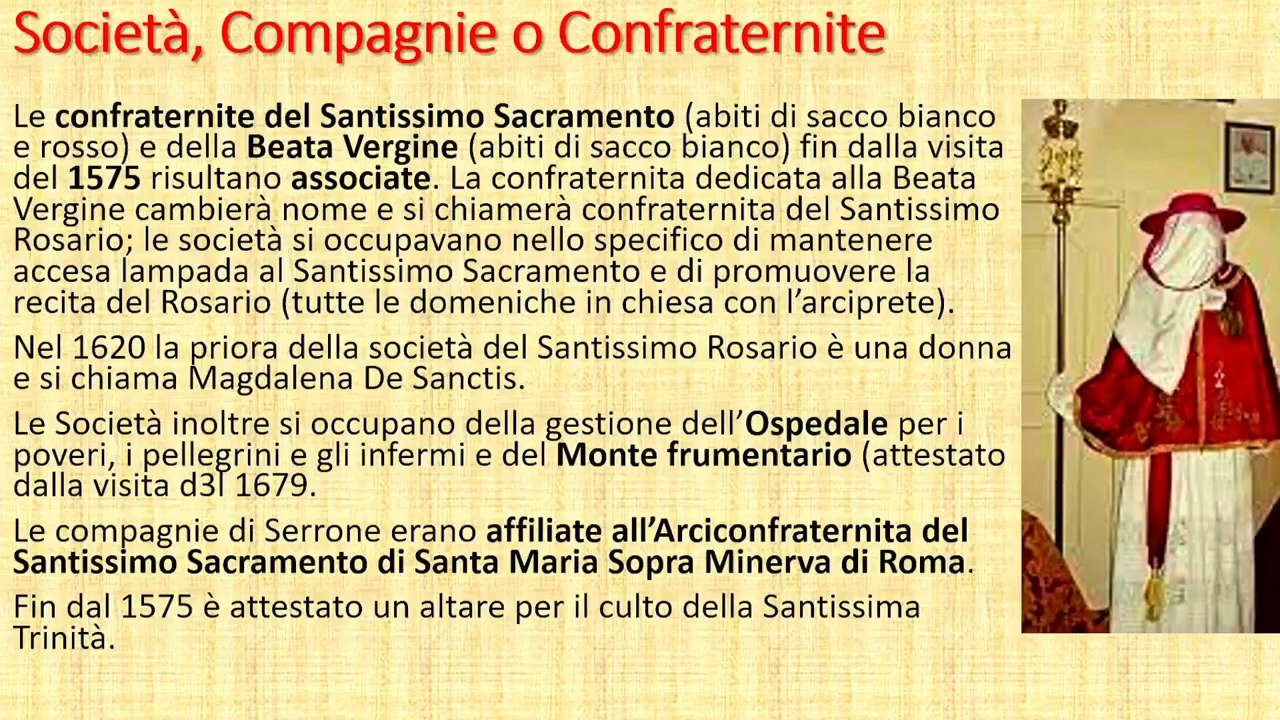 Società, Compagnie o Confraternite
Le confraternite del Santissimo Sacramento (abiti di sacco bianco
e rosso) e della Beata Vergine (abiti di sacco bianco) fin dalla visita
del 1575 risultano associate. La confraternita dedicata alla Beata
Vergine cambierà nome e si chiamerà confraternita del Santissimo
Rosario; le società si occupavano nello specifico di mantenere
accesa lampada al Santissimo Sacramento e di promuovere la
recita del Rosario (tutte le domeniche in chiesa con l’arciprete).
Nel 1620 la priora della società del Santissimo Rosario è una donna
e si chiama Magdalena De Sanctis.
Le Società inoltre si occupano della gestione dell’Ospedale per i
poveri, i pellegrini e gli infermi e del Monte frumentario (attestato
dalla visita d3l 1679.
Le compagnie di Serrone erano affiliate all’Arciconfraternita del
Santissimo Sacramento di Santa Maria Sopra Minerva di Roma.
Fin dal 1575 è attestato un altare per il culto della Santissima
Trinità.